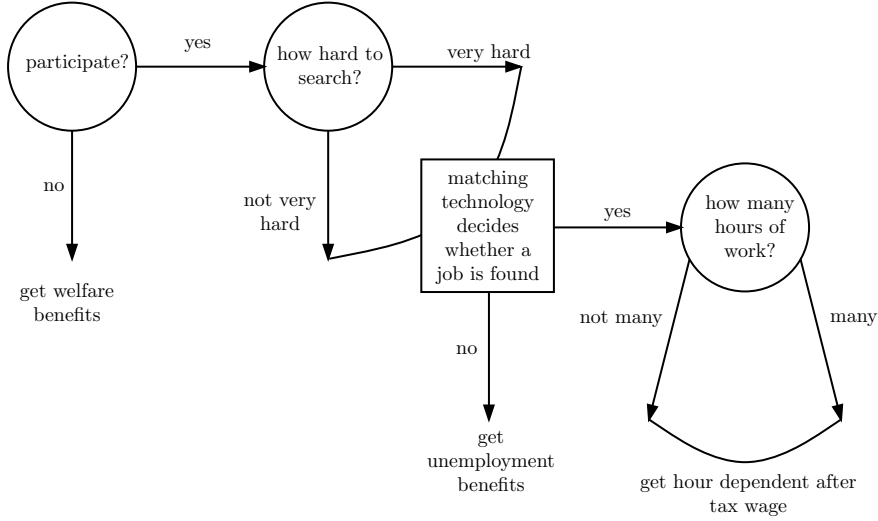 participate?
yes
how hard to
search?
very hard
no
not very
hard
matching
technology
decides
whether a
job is found
yes
how many
hours of
work?
get welfare
benefits
no
not many
many
get
unemployment
benefits
get hour dependent after
tax wage